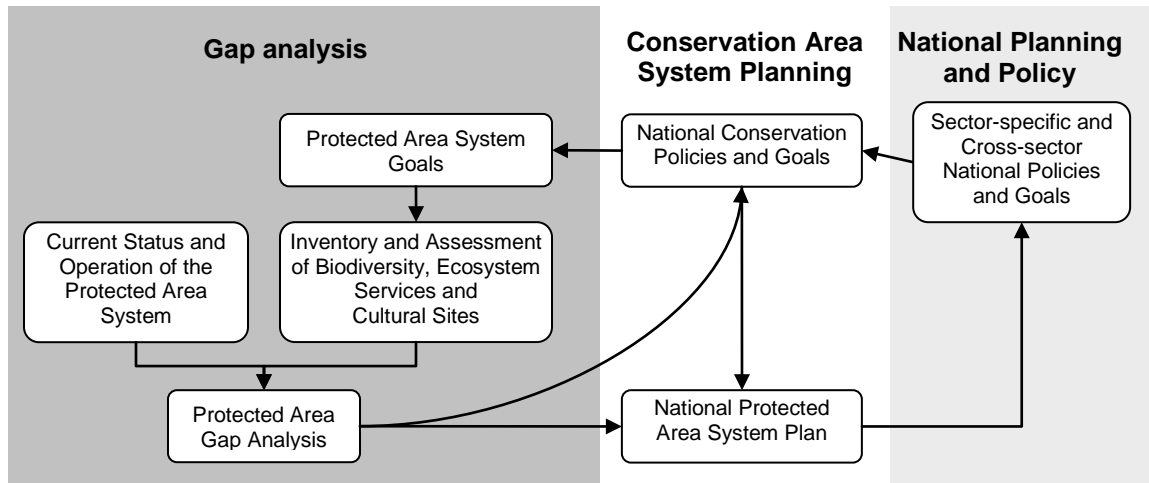 Gap analysis
Conservation Area
System Planning
National Planning
and Policy
Protected Area System
Goals
National Conservation
Policies and Goals
Sector-specific and
Cross-sector
National Policies
and Goals
Current Status and
Operation of the
Protected Area
System
Inventory and Assessment
of Biodiversity, Ecosystem
Services and
Cultural Sites
Protected Area
Gap Analysis
National Protected
Area System Plan